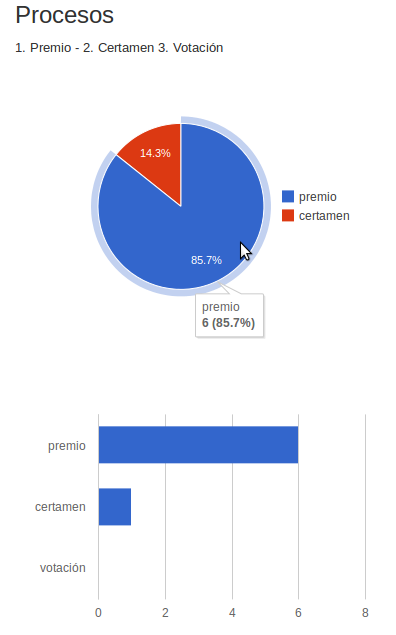 Procesos
1. Premio - 2. Certamen 3. Votación
14.3%
85.7%
premio
certamen
premio
6 (85.7%)
premio
certamen
votación
0 2 4 6 8